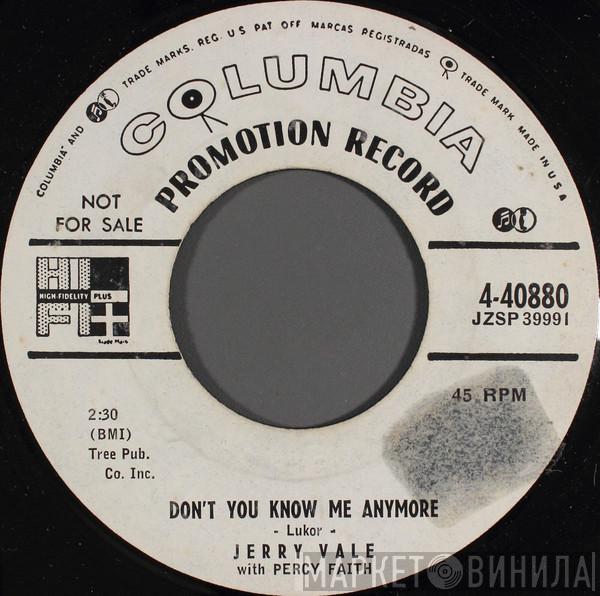 COLUMBIA" AND TRADE MARKS. REG. U S PAT OFF MARCAS REGISTRADAS TRADE MARK MADE IN U S A
COLUMBIA
PROMOTION RECORD
NOT
FOR SALE
HI
HIGH-FIDELITY PLUS
FI +
Trade Mark
4-40880
JZSP 39991
45 RPM
2:30
(BMI)
Tree Pub.
Co. Inc.
DON'T YOU KNOW ME ANYMORE
- Lukor -
JERRY VALE
with PERCY FAITH
МАРКЕТ ВИНИЛА